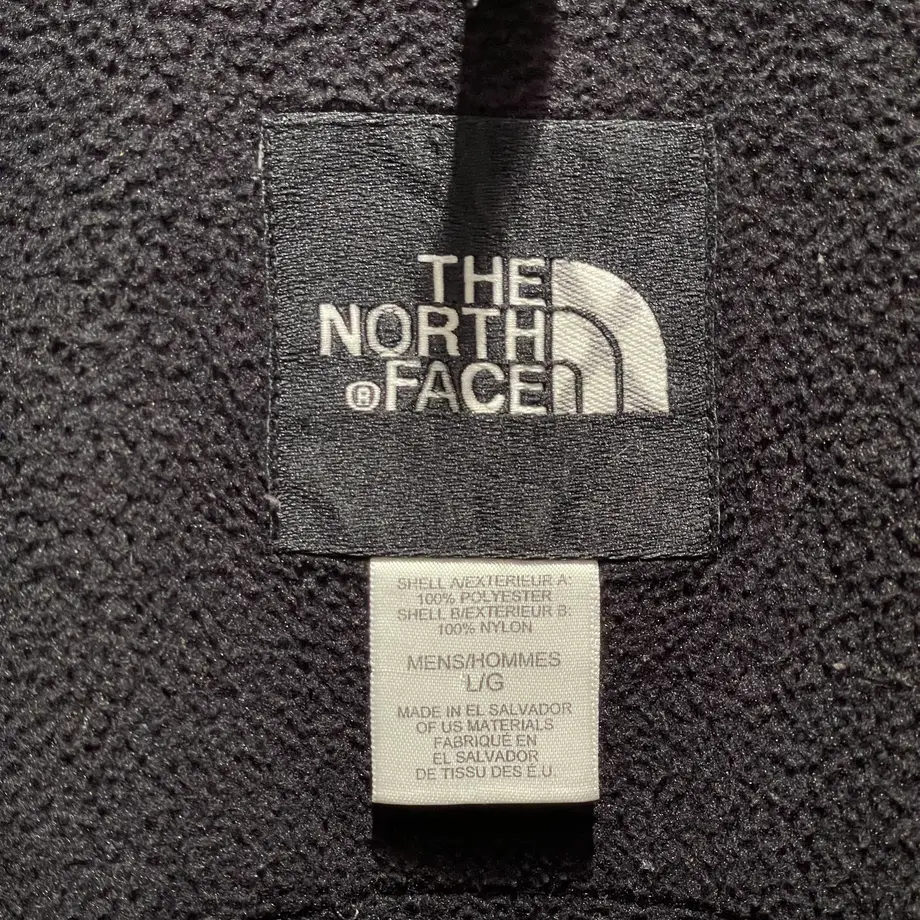 THE
NORTH
®FACE
SHELL A/EXTERIEUR A:
100% POLYESTER
SHELL B/EXTERIEUR B:
100% NYLON
MENS/HOMMES
L/G
MADE IN EL SALVADOR
OF US MATERIALS
FABRIQUÉ EN
EL SALVADOR
DE TISSU DES É.U.